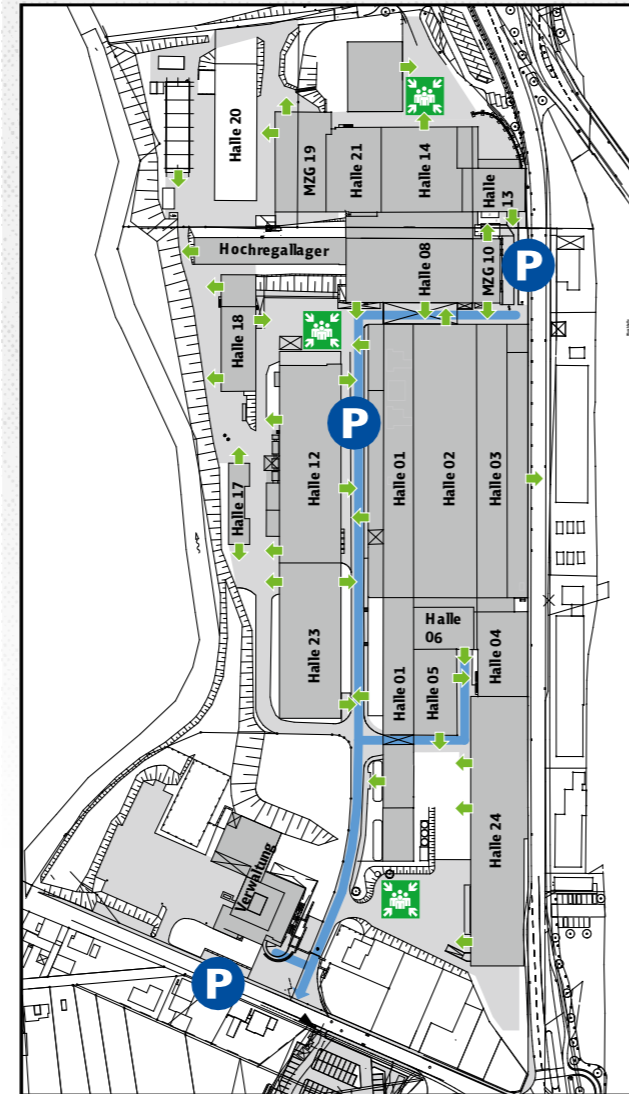 Halle 20
MZG 19
Halle 21
Halle 14
Halle
13
Hochregallager
Halle 08
MZG 10
P
Halle 18
P
Halle 12
Halle 01
Halle 02
Halle 03
Halle 17
Halle 23
Halle
06
Halle 04
Halle 01
Halle 05
Halle 24
Verwaltung
P